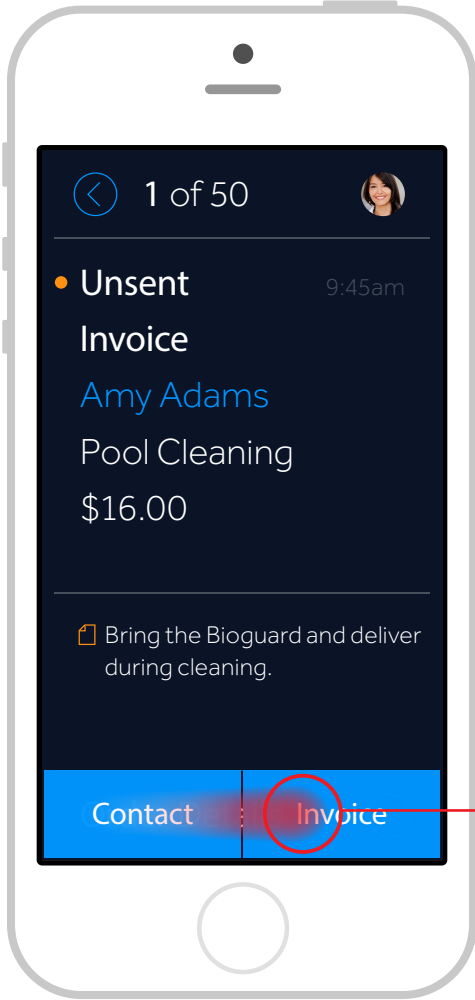 1 of 50
Unsent
9:45am
Invoice
Amy Adams
Pool Cleaning
$16.00
Bring the Bioguard and deliver
during cleaning.
Contact
Invoice